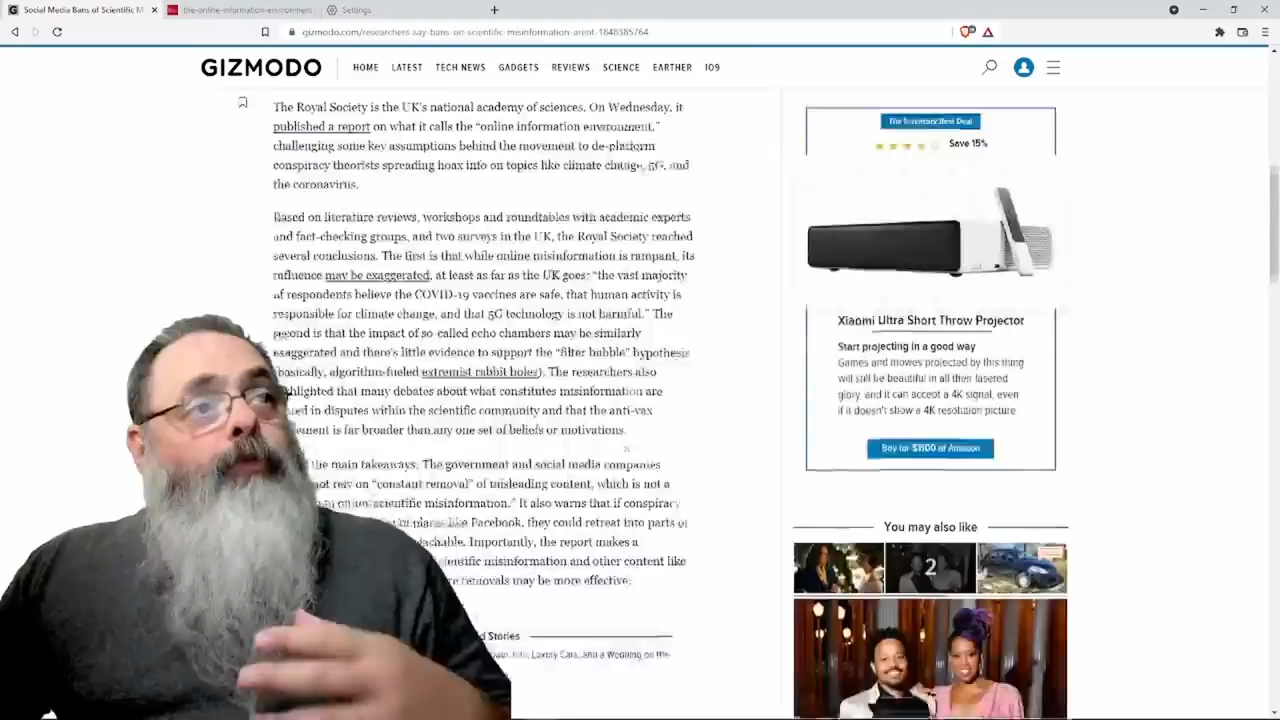 Social Media Bans of Scientific M
the-online-information-environment
Settings
gizmodo.com/researchers-say-bans-on-scientific-misinformation-arent-1848385764
GIZMODO
HOME LATEST TECH NEWS GADGETS REVIEWS SCIENCE EARTHER IO9
The Royal Society is the UK's national academy of sciences. On Wednesday, it
published a report on what it calls the "online information environment,"
challenging some key assumptions behind the movement to de-platform
conspiracy theorists spreading hoax info on topics like climate change, 5G, and
the coronavirus.
Based on literature reviews, workshops and roundtables with academic experts
and fact-checking groups, and two surveys in the UK, the Royal Society reached
several conclusions. The first is that while online misinformation is rampant, its
influence may be exaggerated, at least as far as the UK goes: "the vast majority
of respondents believe the COVID-19 vaccines are safe, that human activity is
responsible for climate change, and that 5G technology is not harmful." The
second is that the impact of so-called echo chambers may be similarly
exaggerated and there's little evidence to support the "filter bubble" hypothesis
(basically, algorithm-fueled extremist rabbit holes). The researchers also
highlighted that many debates about what constitutes misinformation are
in disputes within the scientific community and that the anti-vax
is far broader than any one set of beliefs or motivations.
the main takeaways: The government and social media companies
not rely on "constant removal" of misleading content, which is not a
scientific misinformation." It also warns that if conspiracy
like Facebook, they could retreat into parts of
Importantly, the report makes a
scientific misinformation and other content like
removals may be more effective:
Stories
Luxury Cars, and a Wedding on the
The Inventory Best Deal
Save 15%
Xiaomi Ultra Short Throw Projector
Start projecting in a good way
Games and movies projected by this thing
will still be beautiful in all their lasered
glory, and it can accept a 4K signal, even
if it doesn't show a 4K resolution picture
Buy for $1500 at Amazon
You may also like
2